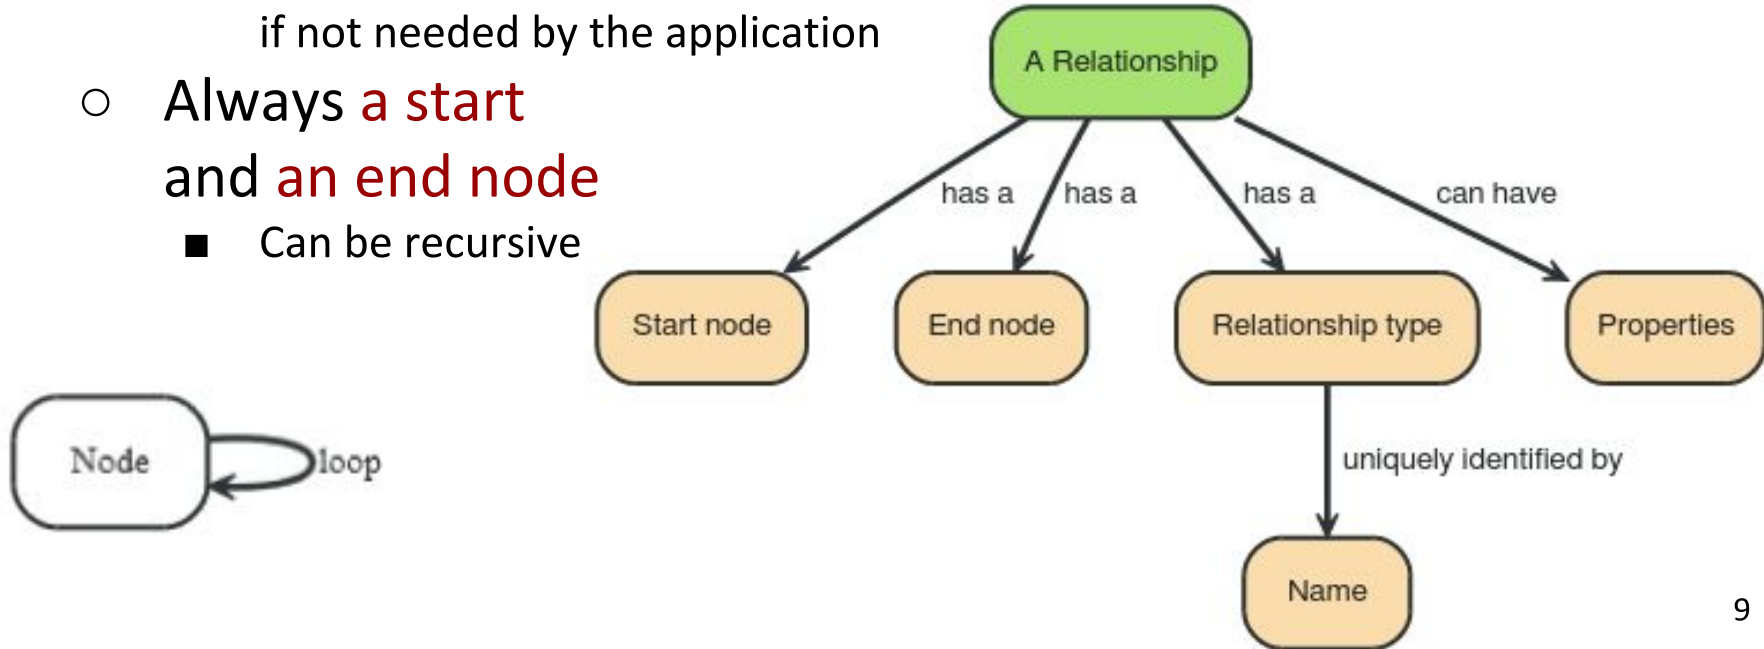 if not needed by the application
○ Always a start
and an end node
■ Can be recursive
A Relationship
has a
has a
has a
can have
Start node
End node
Relationship type
Properties
Node
loop
uniquely identified by
Name
9